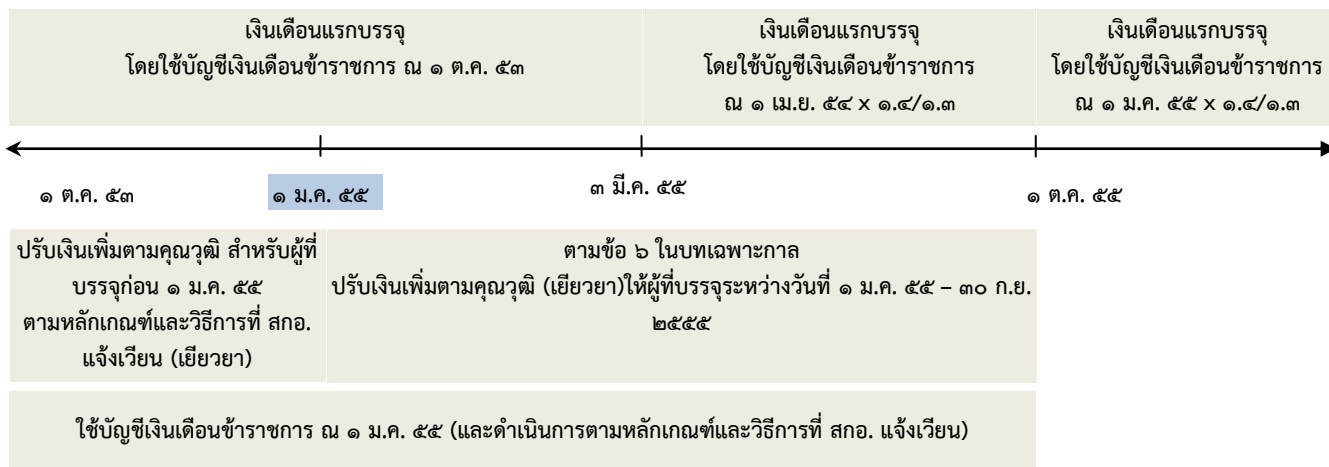 เงินเดือนแรกบรรจุ
โดยใช้บัญชีเงินเดือนข้าราชการ ณ ๑ ต.ค. ๕๓
เงินเดือนแรกบรรจุ
โดยใช้บัญชีเงินเดือนข้าราชการ
ณ ๑ เม.ย. ๕๔ x ๑.๔/๑.๓
เงินเดือนแรกบรรจุ
โดยใช้บัญชีเงินเดือนข้าราชการ
ณ ๑ ม.ค. ๕๕ x ๑.๔/๑.๓
๑ ต.ค. ๕๓
๑ ม.ค. ๕๕
๓ มี.ค. ๕๕
๑ ต.ค. ๕๕
ปรับเงินเพิ่มตามคุณวุฒิ สำหรับผู้ที่
บรรจุก่อน ๑ ม.ค. ๕๕
ตามหลักเกณฑ์และวิธีการที่ สกอ.
แจ้งเวียน (เยียวยา)
ตามข้อ ๖ ในบทเฉพาะกาล
ปรับเงินเพิ่มตามคุณวุฒิ (เยียวยา)ให้ผู้ที่บรรจุระหว่างวันที่ ๑ ม.ค. ๕๕ – ๓๐ ก.ย.
๒๕๕๕
ใช้บัญชีเงินเดือนข้าราชการ ณ ๑ ม.ค. ๕๕ (และดำเนินการตามหลักเกณฑ์และวิธีการที่ สกอ. แจ้งเวียน)